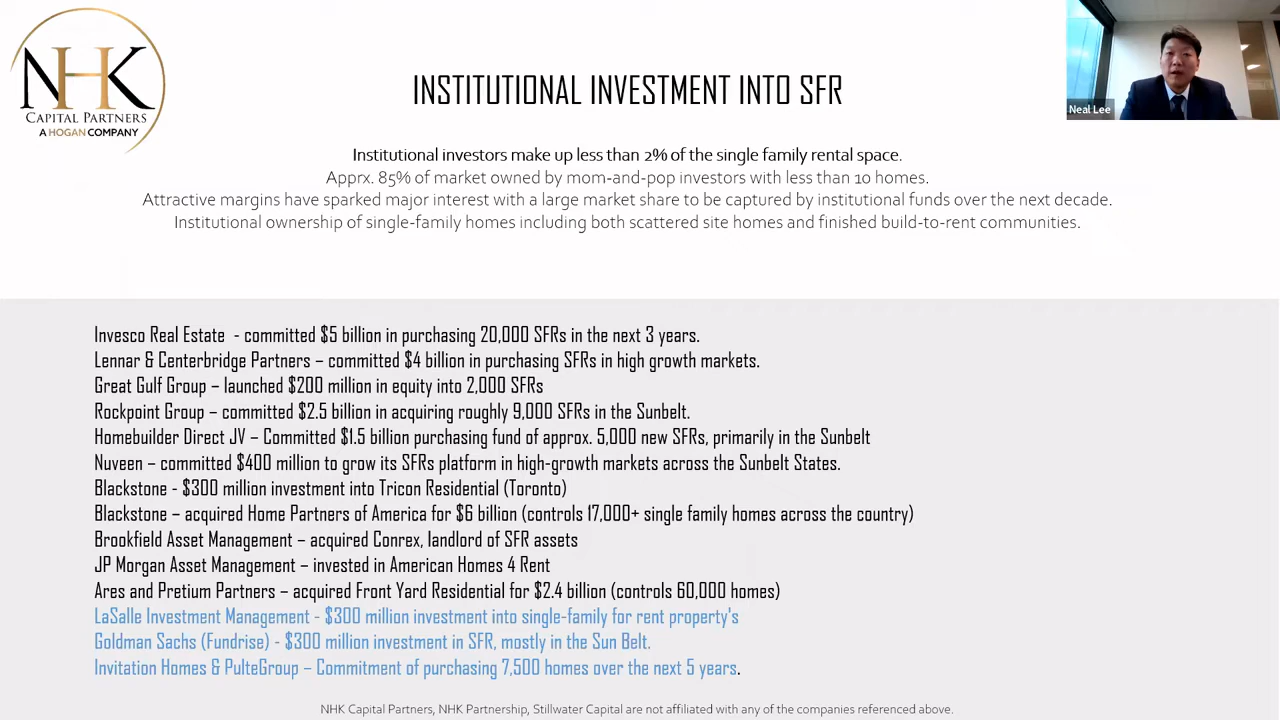 NHK
CAPITAL PARTNERS
A HOGAN COMPANY
Neal Lee
INSTITUTIONAL INVESTMENT INTO SFR
Institutional investors make up less than 2% of the single family rental space.
Apprx. 85% of market owned by mom-and-pop investors with less than 10 homes.
Attractive margins have sparked major interest with a large market share to be captured by institutional funds over the next decade.
Institutional ownership of single-family homes including both scattered site homes and finished build-to-rent communities.
Invesco Real Estate  - committed $5 billion in purchasing 20,000 SFRs in the next 3 years.
Lennar & Centerbridge Partners – committed $4 billion in purchasing SFRs in high growth markets.
Great Gulf Group – launched $200 million in equity into 2,000 SFRs
Rockpoint Group – committed $2.5 billion in acquiring roughly 9,000 SFRs in the Sunbelt.
Homebuilder Direct JV – Committed $1.5 billion purchasing fund of approx. 5,000 new SFRs, primarily in the Sunbelt
Nuveen – committed $400 million to grow its SFRs platform in high-growth markets across the Sunbelt States.
Blackstone - $300 million investment into Tricon Residential (Toronto)
Blackstone – acquired Home Partners of America for $6 billion (controls 17,000+ single family homes across the country)
Brookfield Asset Management – acquired Conrex, landlord of SFR assets
JP Morgan Asset Management – invested in American Homes 4 Rent
Ares and Pretium Partners – acquired Front Yard Residential for $2.4 billion (controls 60,000 homes)
LaSalle Investment Management - $300 million investment into single-family for rent property's
Goldman Sachs (Fundrise) - $300 million investment in SFR, mostly in the Sun Belt.
Invitation Homes & PulteGroup – Commitment of purchasing 7,500 homes over the next 5 years.
NHK Capital Partners, NHK Partnership, Stillwater Capital are not affiliated with any of the companies referenced above.